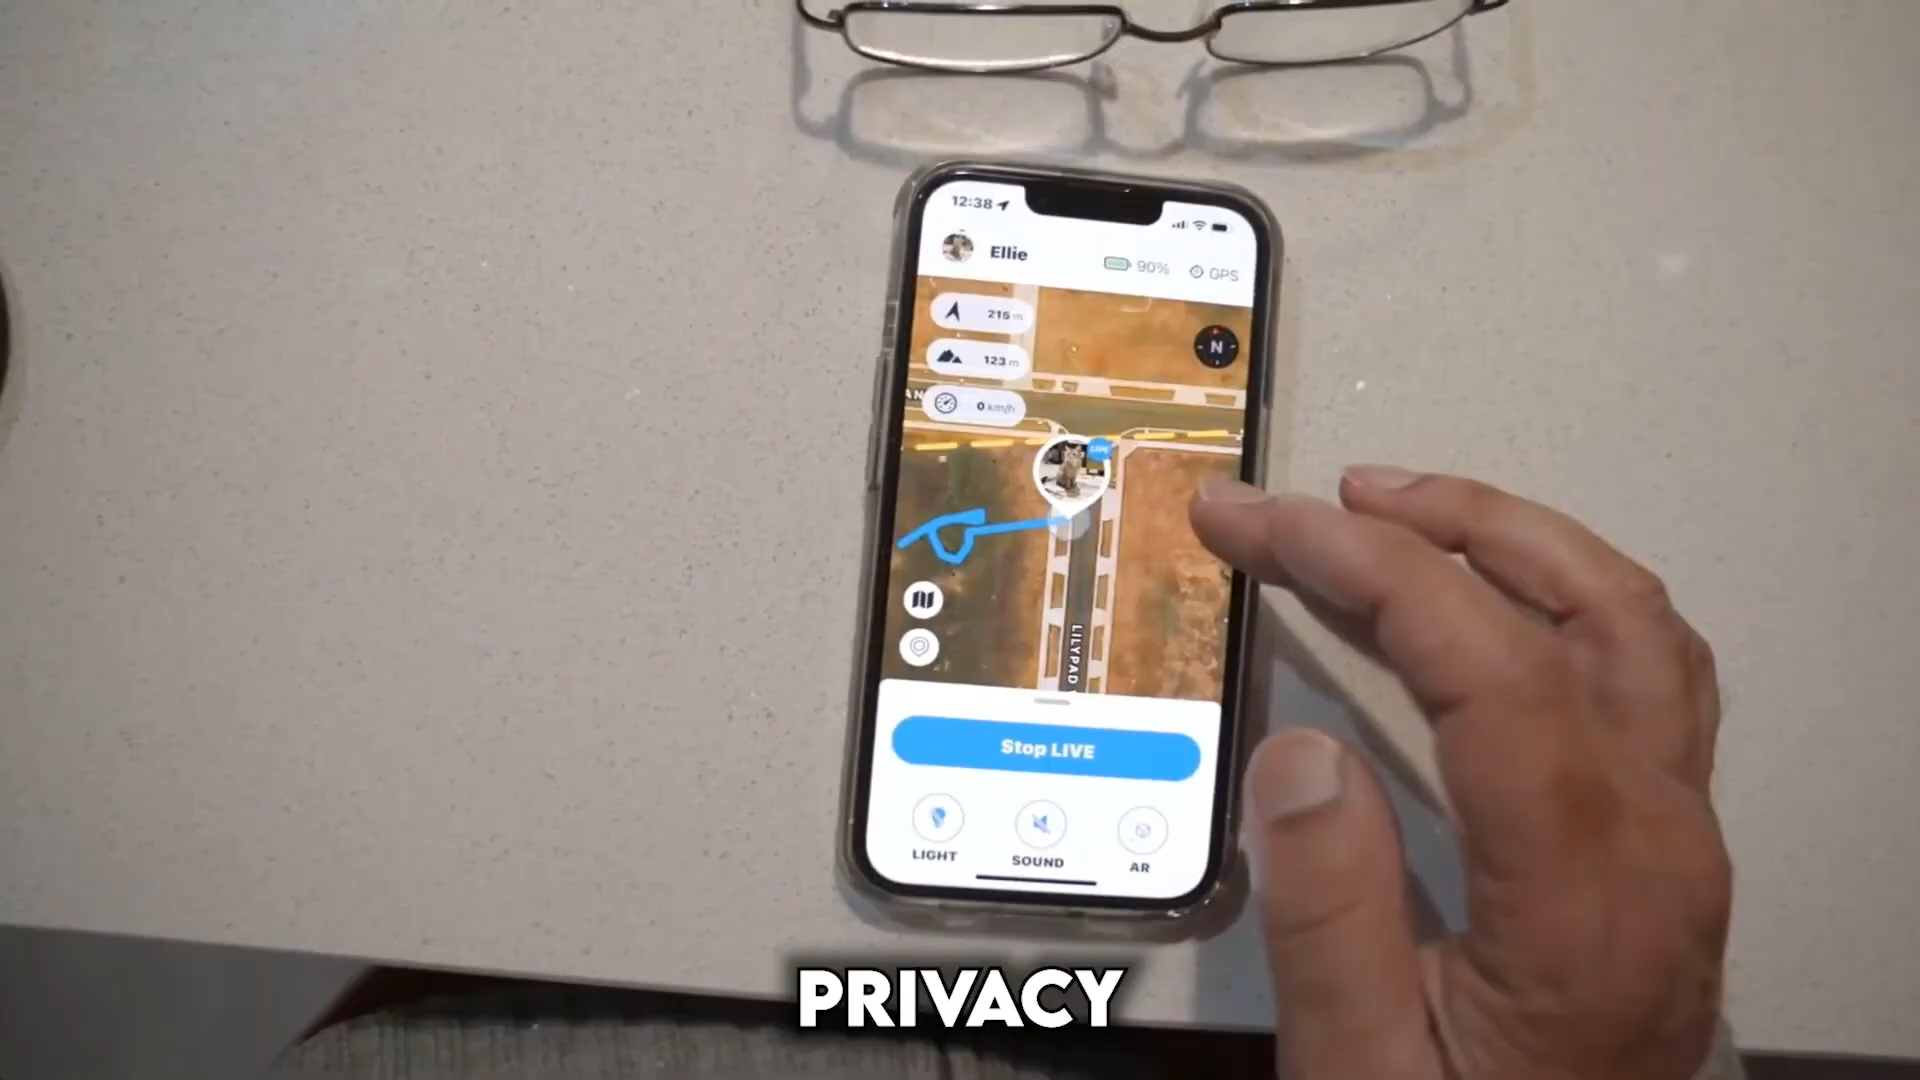 12:38
Ellie
90%
GPS
215 m
N
123 m
0 km/h
LIVE
LILYPAD
Stop LIVE
LIGHT
SOUND
AR
PRIVACY